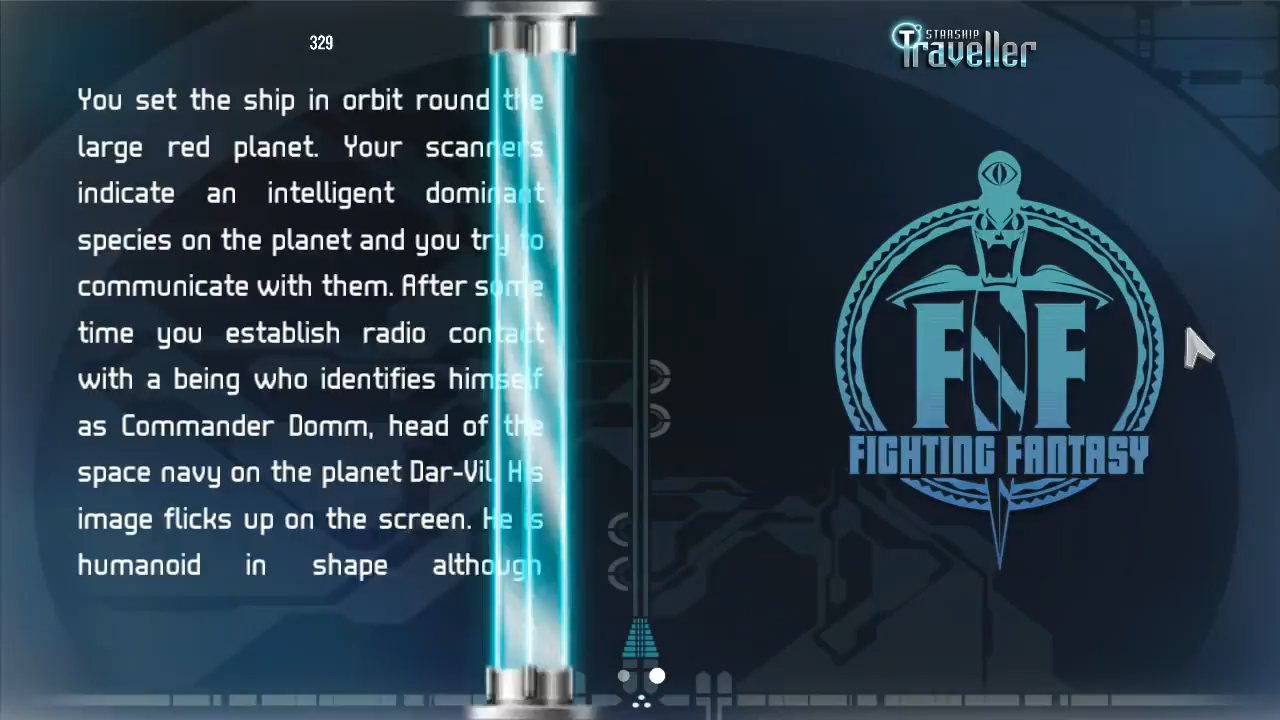 329
You set the ship in orbit round the
large red planet. Your scanners
indicate an intelligent dominant
species on the planet and you try to
communicate with them. After some
time you establish radio contact
with a being who identifies himself
as Commander Domm, head of the
space navy on the planet Dar-Vil. His
image flicks up on the screen. He is
humanoid in shape although
STARSHIP
Traveller
FF
FIGHTING FANTASY